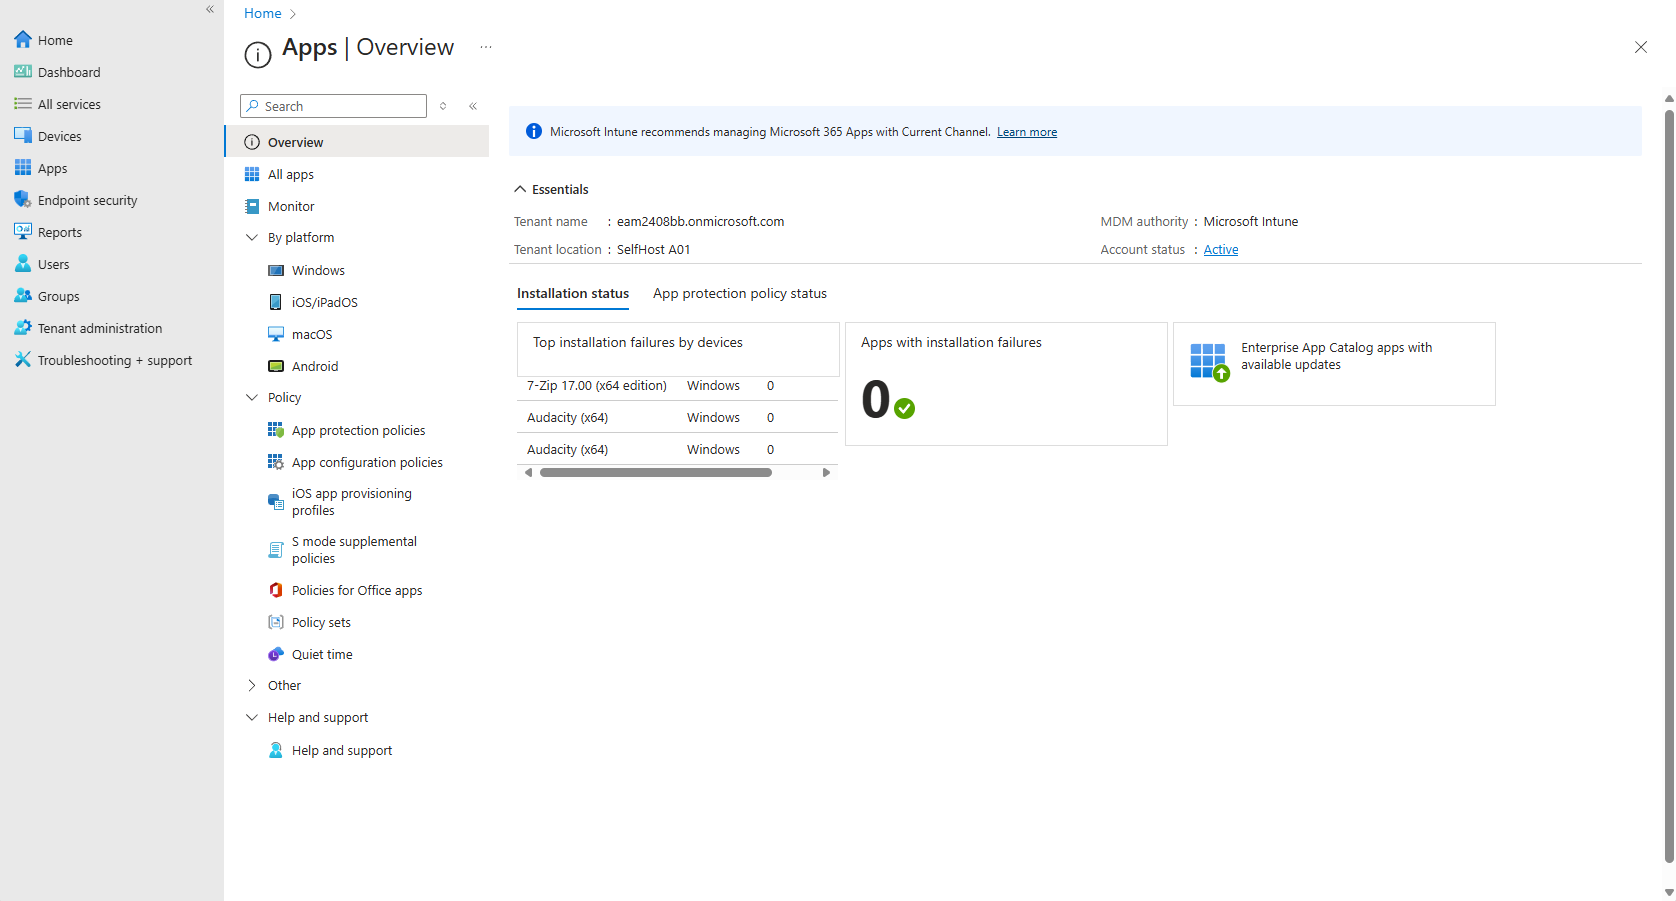 Home
Dashboard
All services
Devices
Apps
Endpoint security
Reports
Users
Groups
Tenant administration
Troubleshooting + support
Home
Apps | Overview
Search
Overview
All apps
Monitor
By platform
Windows
iOS/iPadOS
macOS
Android
Policy
App protection policies
App configuration policies
iOS app provisioning
profiles
S mode supplemental
policies
Policies for Office apps
Policy sets
Quiet time
Other
Help and support
Help and support
Microsoft Intune recommends managing Microsoft 365 Apps with Current Channel. Learn more
Essentials
Tenant name : eam2408bb.onmicrosoft.com
MDM authority : Microsoft Intune
Tenant location : SelfHost A01
Account status : Active
Installation status App protection policy status
Top installation failures by devices
7-Zip 17.00 (x64 edition) Windows 0
Audacity (x64) Windows 0
Audacity (x64) Windows 0
Apps with installation failures
0
Enterprise App Catalog apps with
available updates